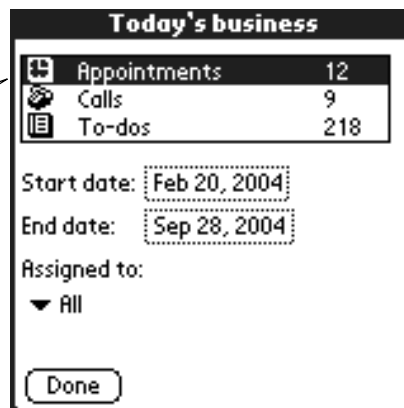 Today's business
Appointments 12
Calls 9
To-dos 218
Start date: Feb 20, 2004
End date: Sep 28, 2004
Assigned to:
All
Done